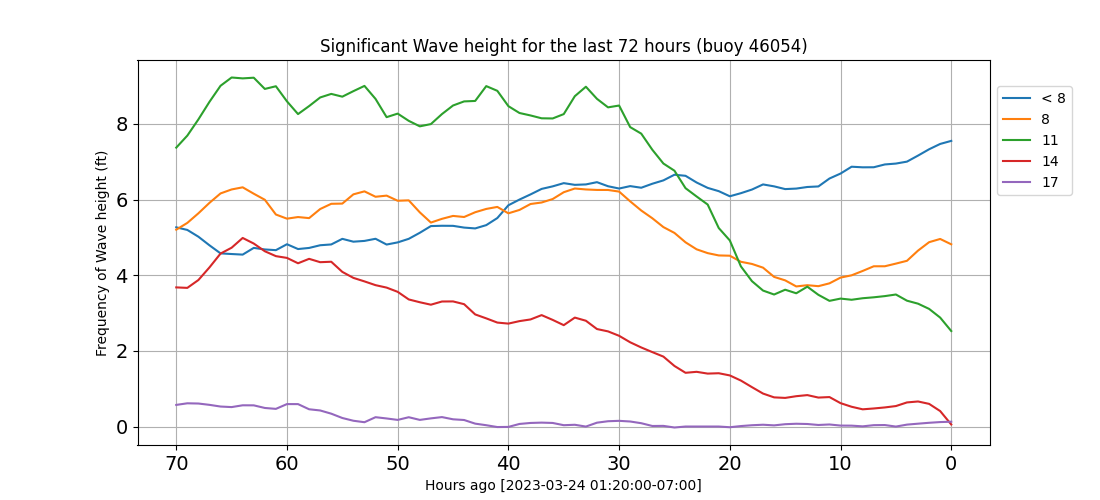 Significant Wave height for the last 72 hours (buoy 46054)
Frequency of Wave height (ft)
8
6
4
2
0
70 60 50 40 30 20 10 0
Hours ago [2023-03-24 01:20:00-07:00]
< 8
8
11
14
17